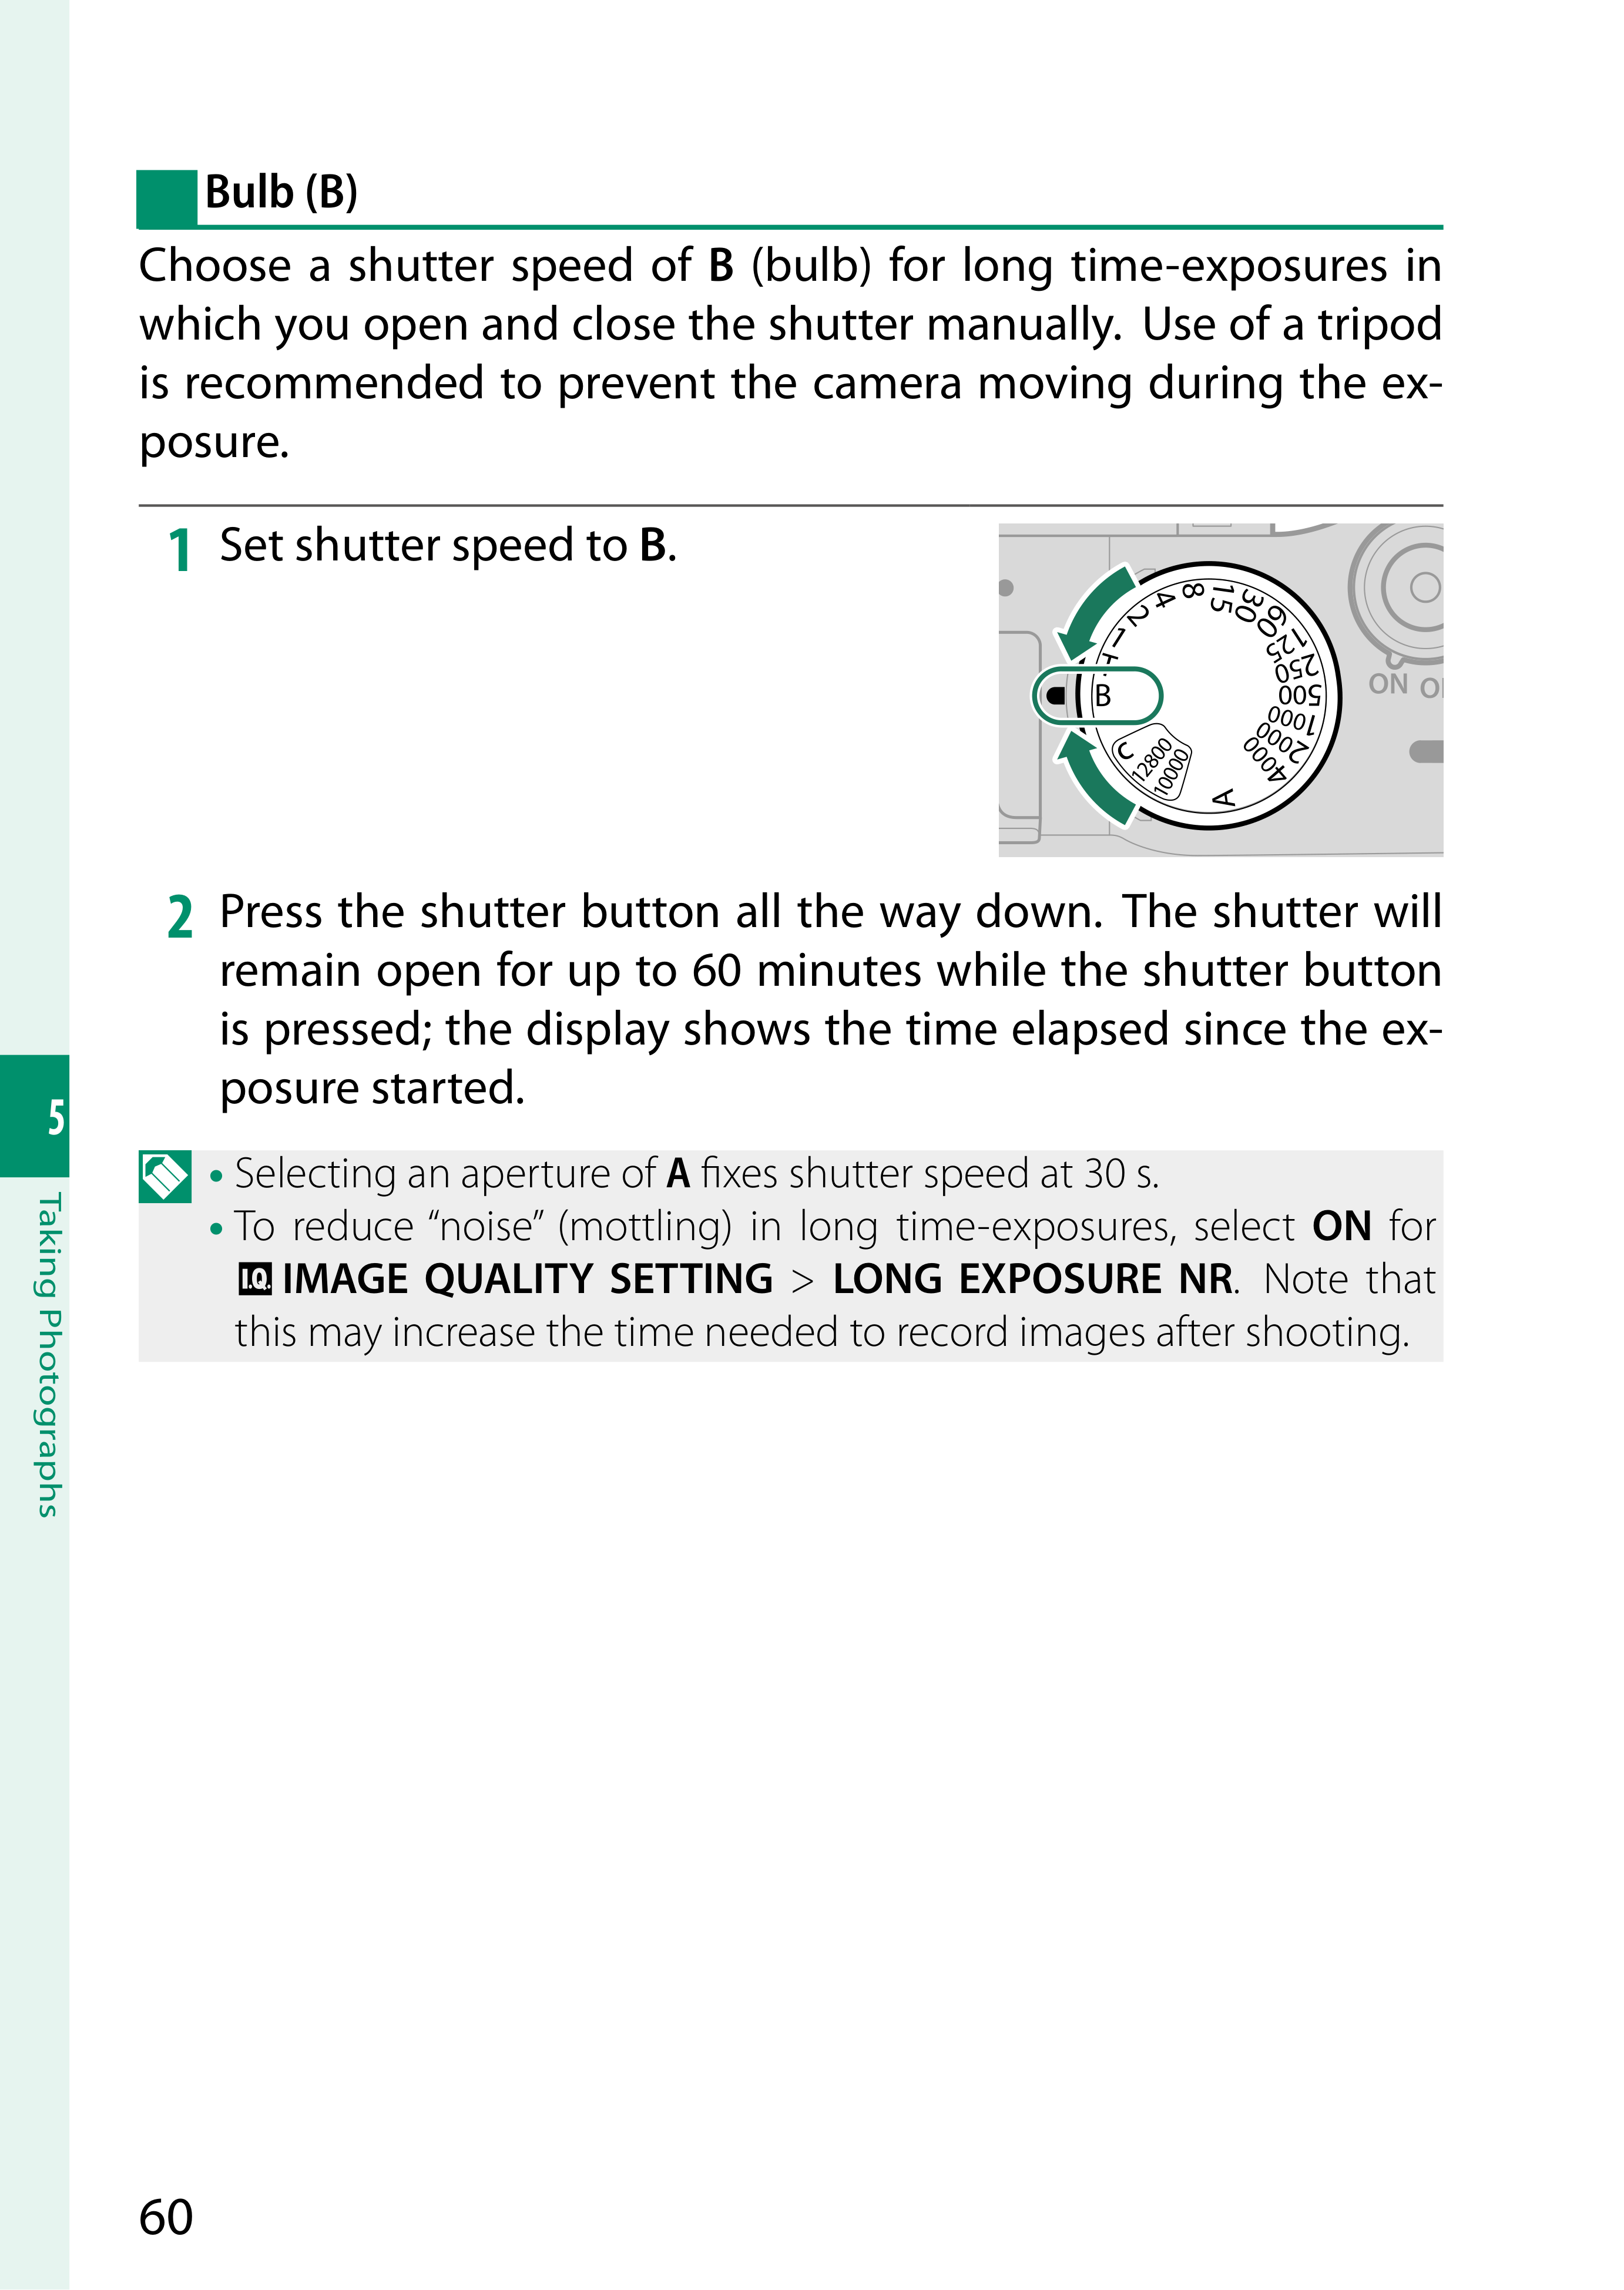 Bulb (B)
Choose a shutter speed of B (bulb) for long time-exposures in
which you open and close the shutter manually. Use of a tripod
is recommended to prevent the camera moving during the ex-
posure.
1 Set shutter speed to B.
8
15
30
60
125
250
500
1000
2000
4000
A
4
2
1
B
C
12800
10000
ON
2 Press the shutter button all the way down. The shutter will
remain open for up to 60 minutes while the shutter button
is pressed; the display shows the time elapsed since the ex-
posure started.
• Selecting an aperture of A fixes shutter speed at 30 s.
• To reduce “noise” (mottling) in long time-exposures, select ON for
I.Q. IMAGE QUALITY SETTING > LONG EXPOSURE NR. Note that
this may increase the time needed to record images after shooting.
5
Taking Photographs
60